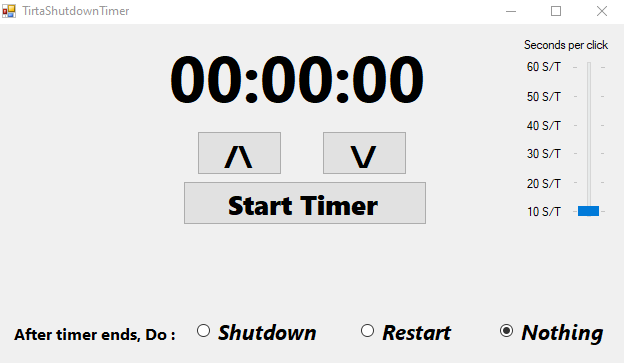 TirtaShutdownTimer
Seconds per click
00:00:00
60 S/T
50 S/T
40 S/T
30 S/T
20 S/T
10 S/T
/\ \/
Start Timer
After timer ends, Do : Shutdown Restart Nothing